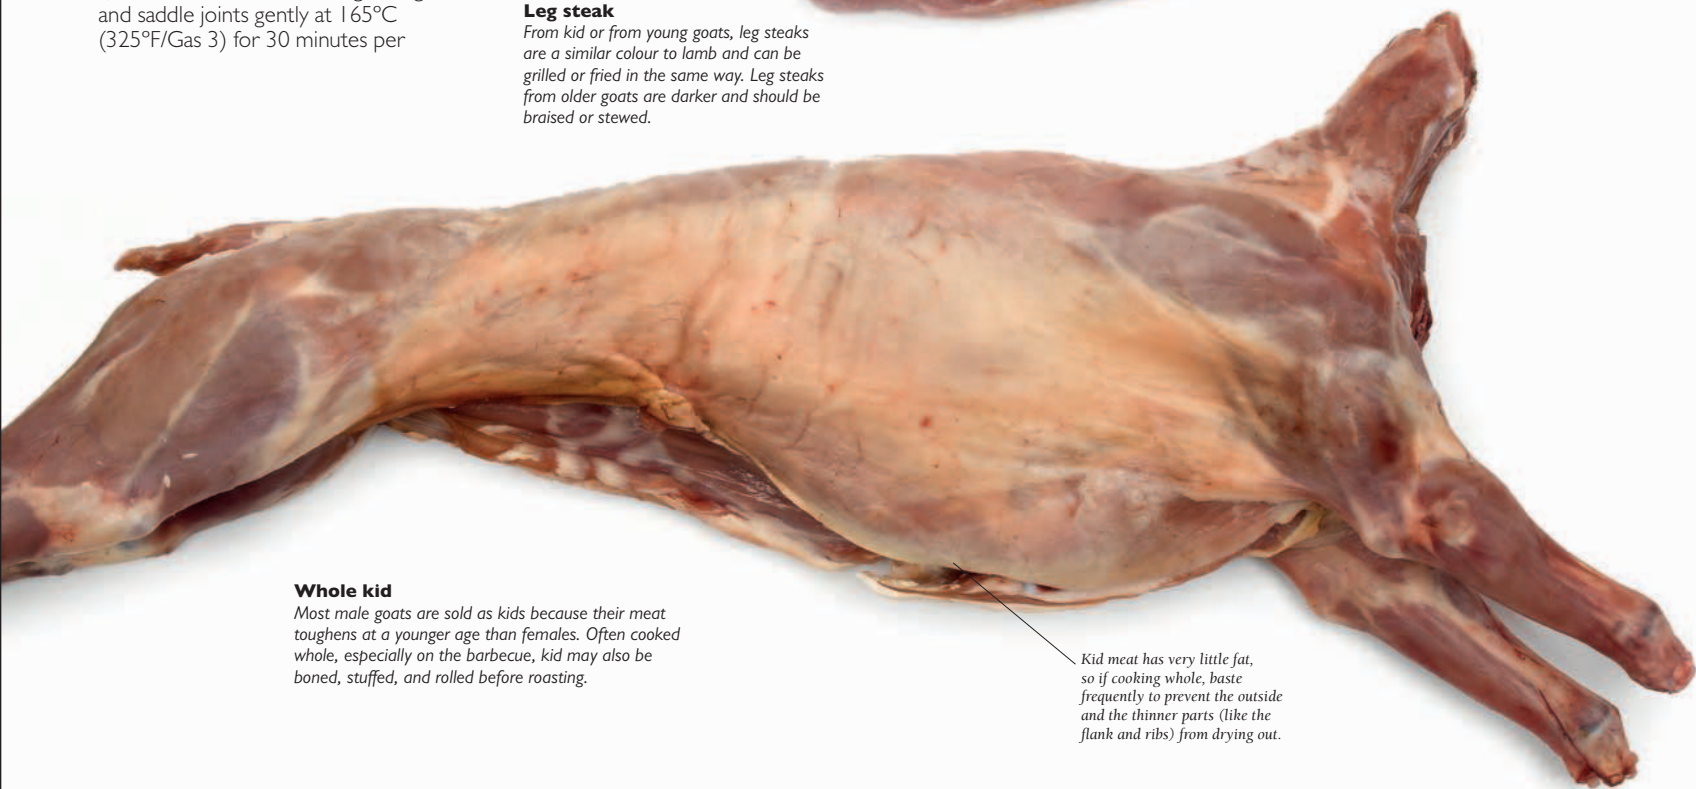 and saddle joints gently at 165ºC
(325ºF/Gas 3) for 30 minutes per
Leg steak
From kid or from young goats, leg steaks
are a similar colour to lamb and can be
grilled or fried in the same way. Leg steaks
from older goats are darker and should be
braised or stewed.
Whole kid
Most male goats are sold as kids because their meat
toughens at a younger age than females. Often cooked
whole, especially on the barbecue, kid may also be
boned, stuffed, and rolled before roasting.
Kid meat has very little fat,
so if cooking whole, baste
frequently to prevent the outside
and the thinner parts (like the
flank and ribs) from drying out.